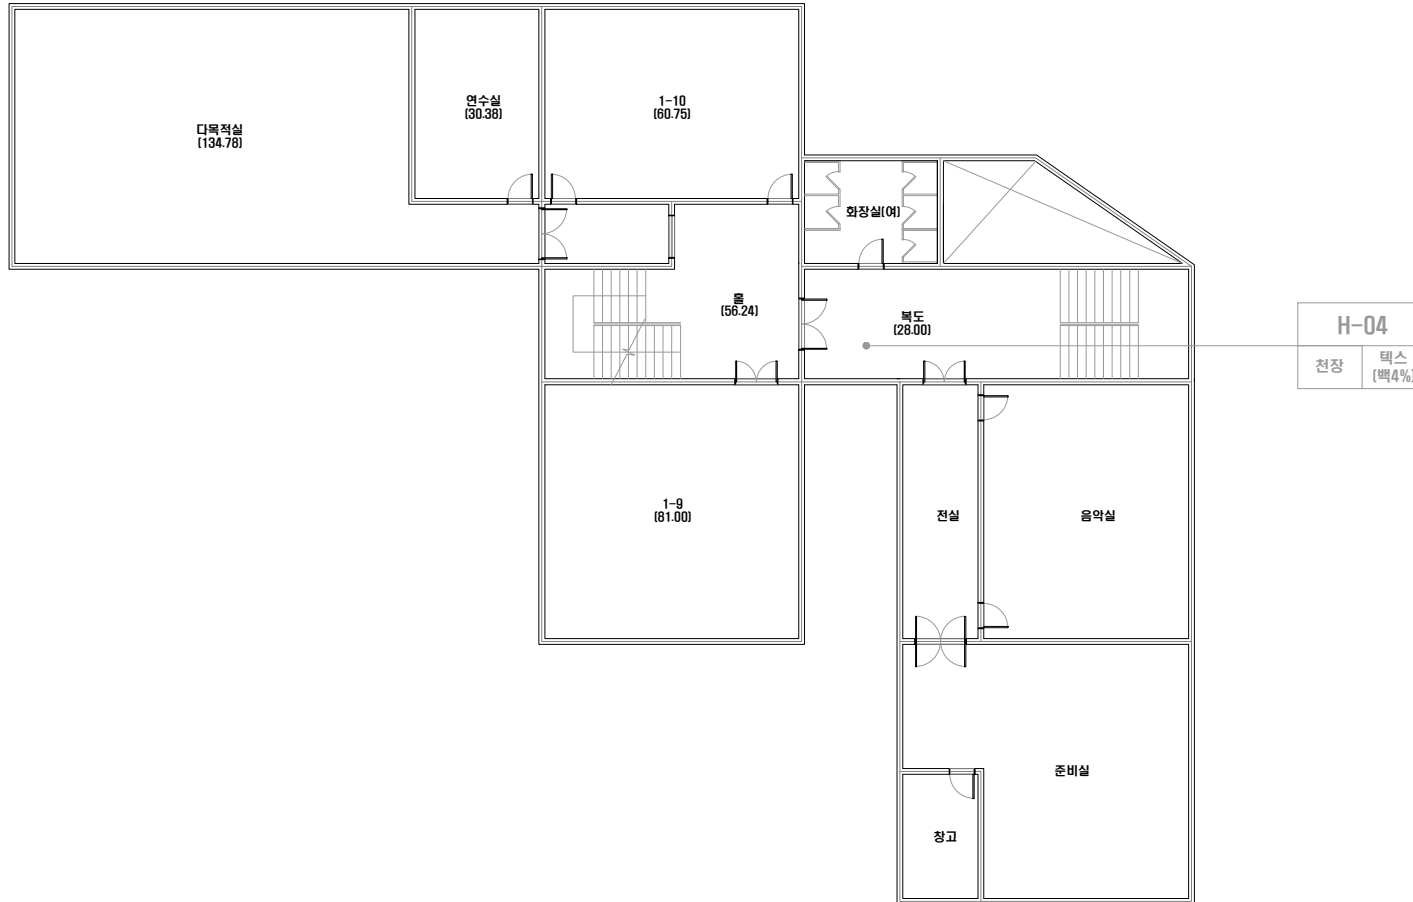 연수실
(30.38)
1-10
(60.75)
다목적실
(134.78)
화장실(여)
홀
(56.24)
복도
(28.00)
H-04
천장
텍스
(백4%)
1-9
(81.00)
전실
음악실
준비실
창고